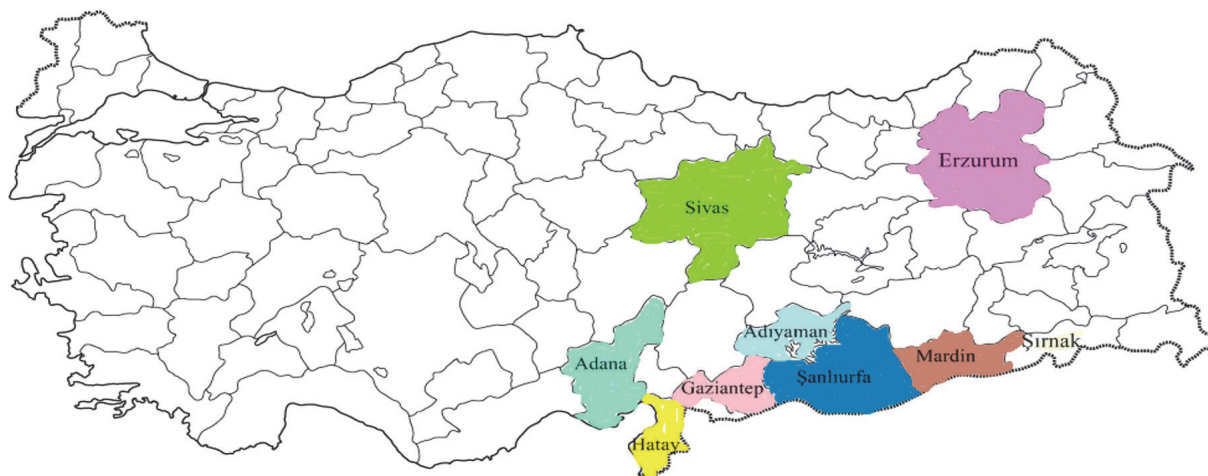 Erzurum
Sivas
Adıyaman
Şırnak
Mardin
Adana
Şanlıurfa
Gaziantep
Hatay